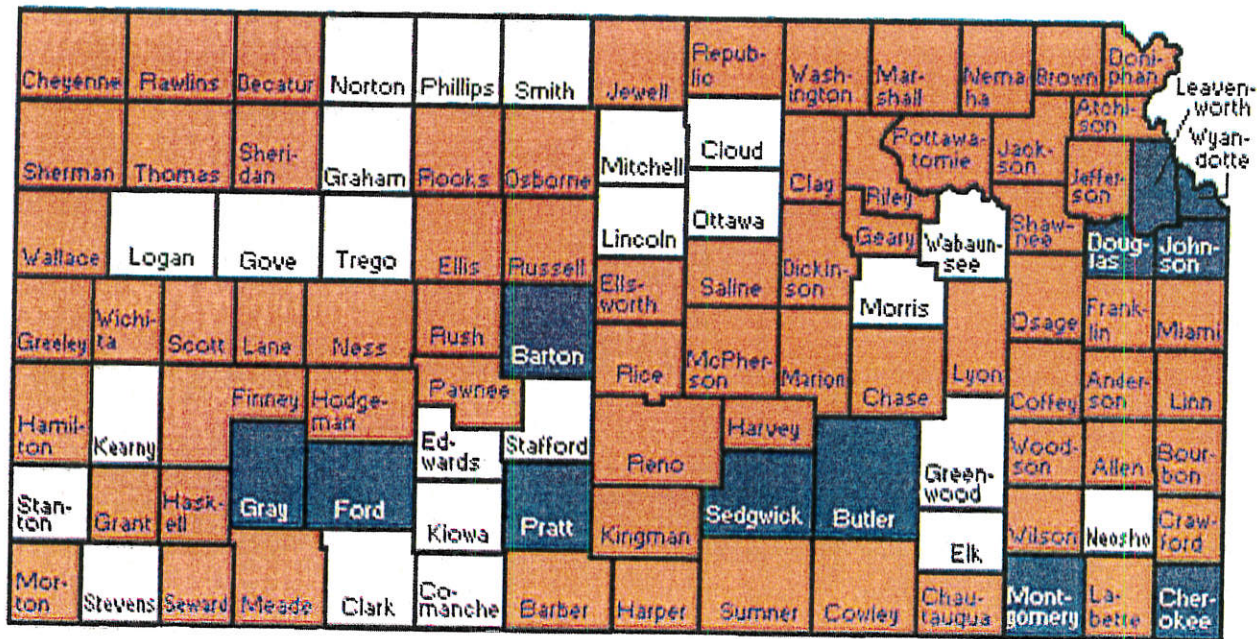 Cheyenne
Rawlins
Decatur
Norton
Phillips
Smith
Jewell
Repub-
lic
Wash-
ington
Mar-
shall
Nema
ha
Brown
Doni-
phan
Leaven-
worth
Wyan-
dotte
Atchi-
son
Sherman
Thomas
Sheri-
dan
Graham
Rooks
Osborne
Mitchell
Cloud
Clay
Riley
Pottawa-
tomie
Jack-
son
Jeffer-
son
Wallace
Logan
Gove
Trego
Ellis
Russell
Lincoln
Ottawa
Saline
Dickin-
son
Geary
Wabaun-
see
Shaw-
nee
Doug-
las
John-
son
Ells-
worth
Morris
Greeley
Wichi-
ta
Scott
Lane
Ness
Rush
Barton
Rice
McPher-
son
Marion
Chase
Lyon
Osage
Frank-
lin
Miami
Hamil-
ton
Kearny
Finney
Hodge-
man
Pawnee
Ed-
wards
Stafford
Reno
Harvey
Coffey
Ander-
son
Linn
Stan-
ton
Grant
Hask-
ell
Gray
Ford
Kiowa
Pratt
Kingman
Sedgwick
Butler
Green-
wood
Wood-
son
Allen
Bour-
bon
Elk
Wilson
Neosho
Craw-
ford
Mor-
ton
Stevens
Seward
Meade
Clark
Co-
manche
Barber
Harper
Sumner
Cowley
Chau-
tauqua
Mont-
gomery
La-
bette
Cher-
okee